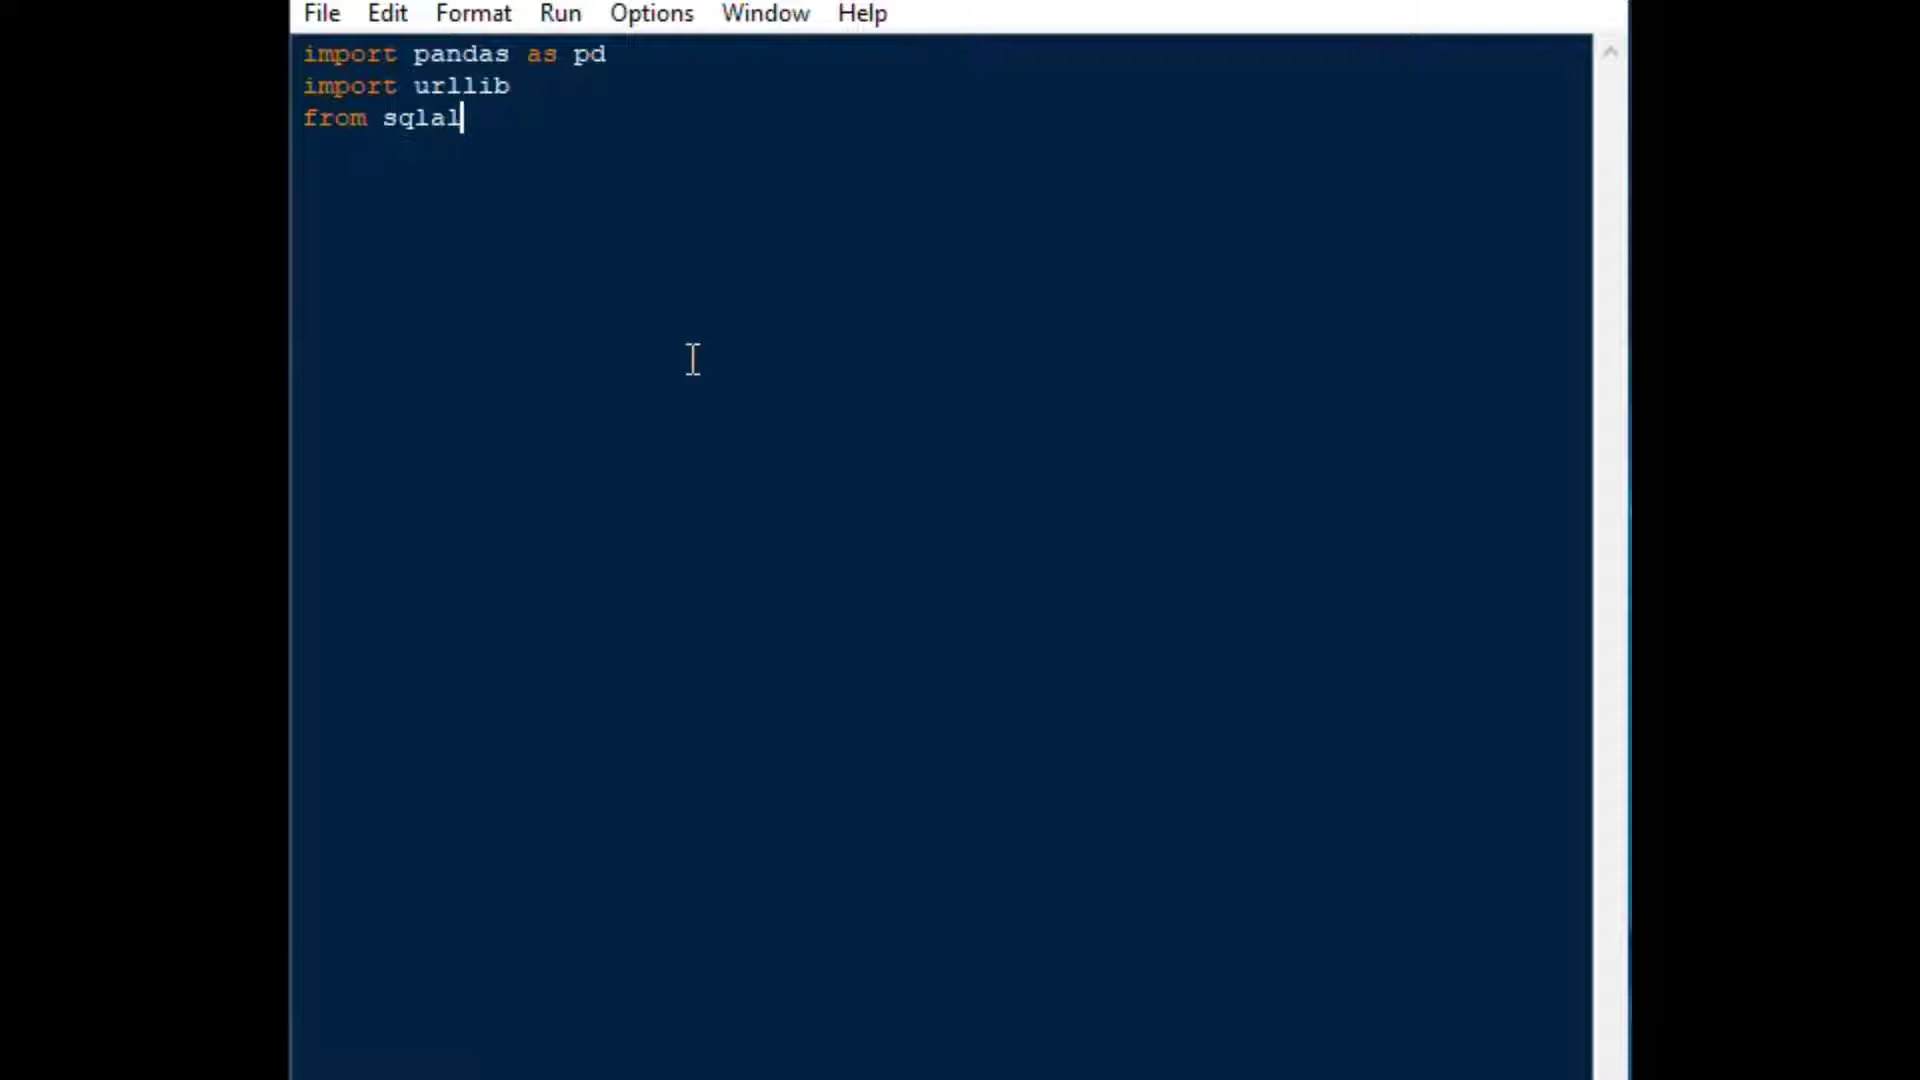 File Edit Format Run Options Window Help
import pandas as pd
import urllib
from sqlal